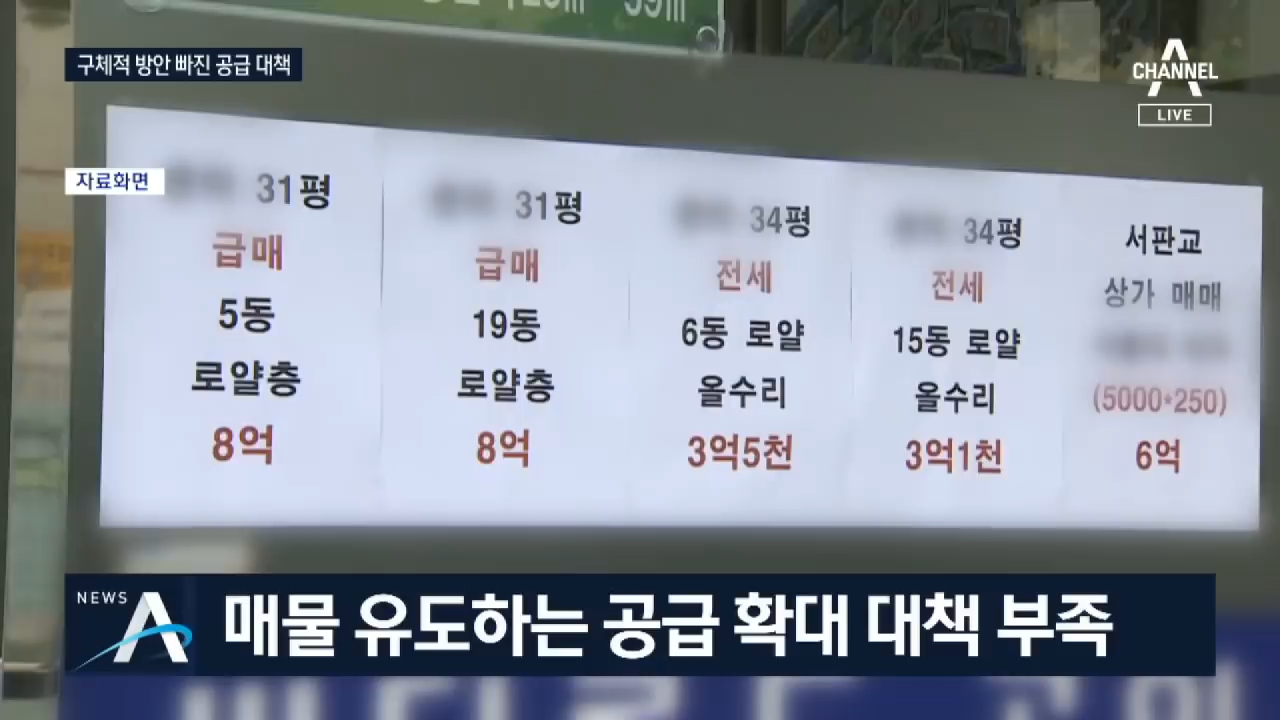 구체적 방안 빠진 공급 대책
CHANNEL A
LIVE
자료화면
31평
급매
5동
로얄층
8억
31평
급매
19동
로얄층
8억
34평
전세
6동 로얄
올수리
3억5천
34평
전세
15동 로얄
올수리
3억1천
서판교
상가 매매
(5000*250)
6억
NEWS A
매물 유도하는 공급 확대 대책 부족